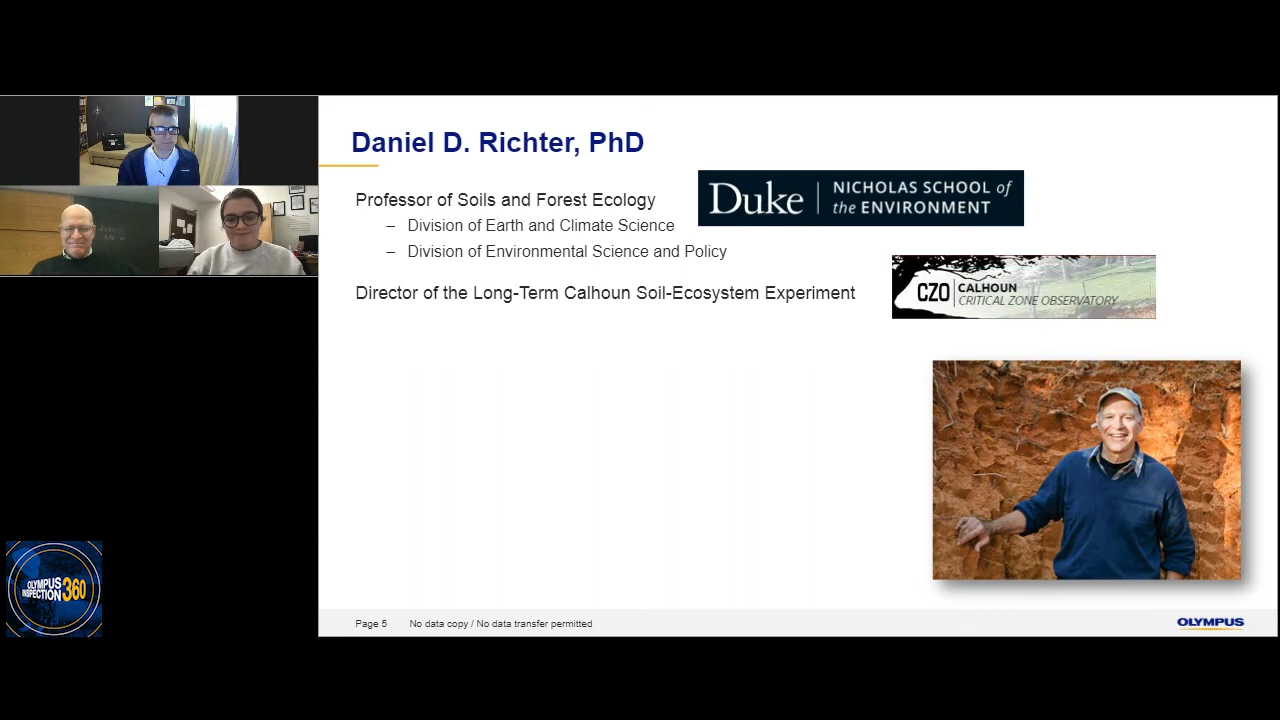 Daniel D. Richter, PhD
Professor of Soils and Forest Ecology
– Division of Earth and Climate Science
– Division of Environmental Science and Policy
Director of the Long-Term Calhoun Soil-Ecosystem Experiment
Duke
NICHOLAS SCHOOL of
the ENVIRONMENT
CZO
CALHOUN
CRITICAL ZONE OBSERVATORY
OLYMPUS
INSPECTION
360
Page 5
No data copy / No data transfer permitted
OLYMPUS